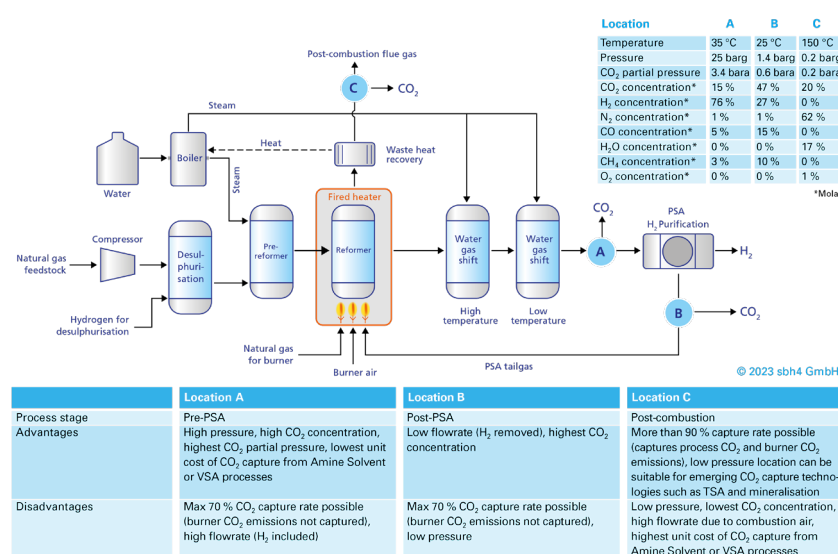 Location A B C
Temperature 35 °C 25 °C 150 °C
Pressure 25 barg 1.4 barg 0.2 barg
CO₂ partial pressure 3.4 bara 0.6 bara 0.2 bara
CO₂ concentration* 15 % 47 % 20 %
H₂ concentration* 76 % 27 % 0 %
N₂ concentration* 1 % 1 % 62 %
CO concentration* 5 % 15 % 0 %
H₂O concentration* 0 % 0 % 17 %
CH₄ concentration* 3 % 10 % 0 %
O₂ concentration* 0 % 0 % 1 %
*Mola
Post-combustion flue gas
C
CO₂
Steam
Heat
Waste heat
recovery
Boiler
Water
Steam
Fired heater
Compressor
Natural gas
feedstock
Desul-
phuri-
sation
Hydrogen for
desulphurisation
Pre-
reformer
Reformer
Water
gas
shift
High
temperature
Water
gas
shift
Low
temperature
CO₂
A
PSA
H₂ Purification
H₂
B
CO₂
Natural gas
for burner
Burner air
PSA tailgas
© 2023 sbh4 GmbH
Location A Location B Location C
Process stage Pre-PSA Post-PSA Post-combustion
Advantages
High pressure, high CO₂ concentration,
highest CO₂ partial pressure, lowest unit
cost of CO₂ capture from Amine Solvent
or VSA processes
Low flowrate (H₂ removed), highest CO₂
concentration
More than 90 % capture rate possible
(captures process CO₂ and burner CO₂
emissions), low pressure location can be
suitable for emerging CO₂ capture techno-
logies such as TSA and mineralisation
Disadvantages
Max 70 % CO₂ capture rate possible
(burner CO₂ emissions not captured),
high flowrate (H₂ included)
Max 70 % CO₂ capture rate possible
(burner CO₂ emissions not captured),
low pressure
Low pressure, lowest CO₂ concentration,
high flowrate due to combustion air,
highest unit cost of CO₂ capture from
Amine Solvent or VSA processes